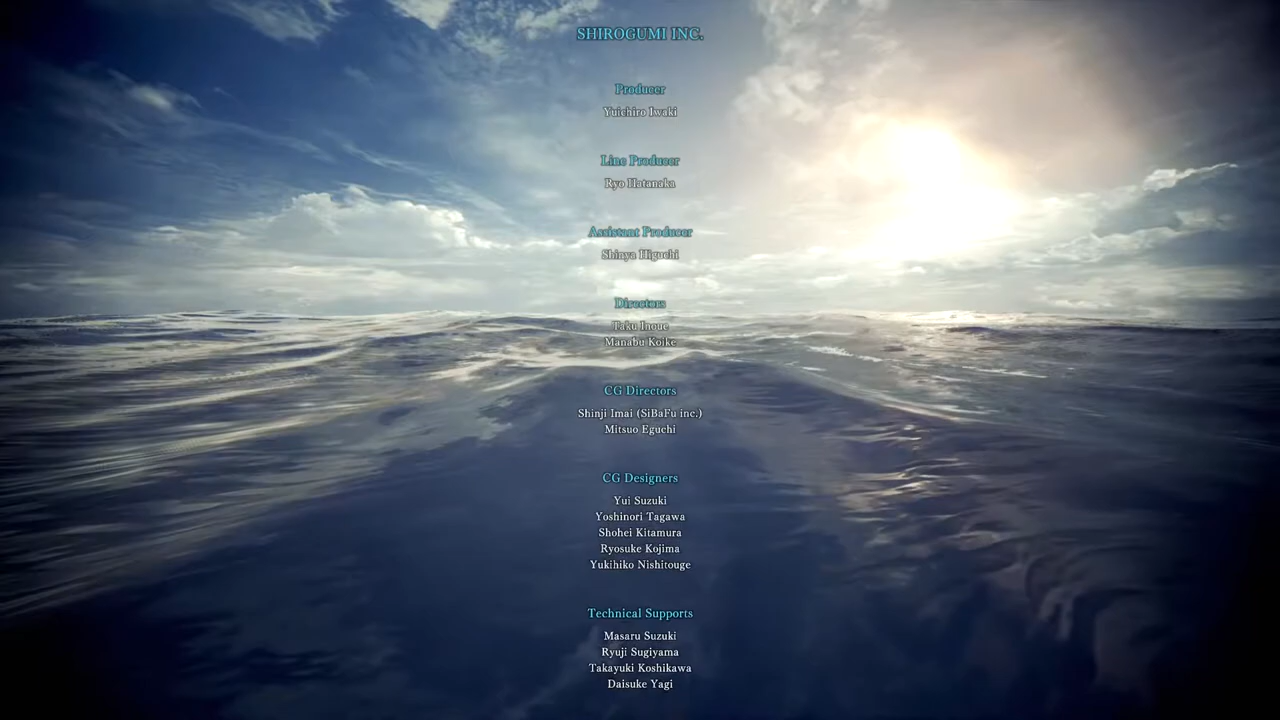 SHIROGUMI INC.
Producer
Yuichiro Iwaki
Line Producer
Ryo Hatanaka
Assistant Producer
Shinya Higuchi
Directors
Taku Inoue
Manabu Koike
CG Directors
Shinji Imai (SiBaFu inc.)
Mitsuo Eguchi
CG Designers
Yui Suzuki
Yoshinori Tagawa
Shohei Kitamura
Ryosuke Kojima
Yukihiko Nishitouge
Technical Supports
Masaru Suzuki
Ryuji Sugiyama
Takayuki Koshikawa
Daisuke Yagi